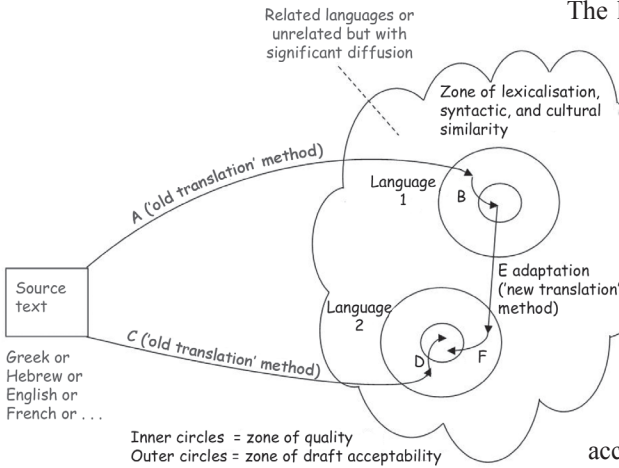 The
Related languages or
unrelated but with
significant diffusion
Zone of lexicalisation,
syntactic, and cultural
similarity
A ('old translation' method)
Language
1
B
Source
text
E adaptation
('new translation'
method)
Language
2
C ('old translation' method)
D
F
Greek or
Hebrew or
English or
French or . . .
Inner circles = zone of quality
Outer circles = zone of draft acceptability
acc